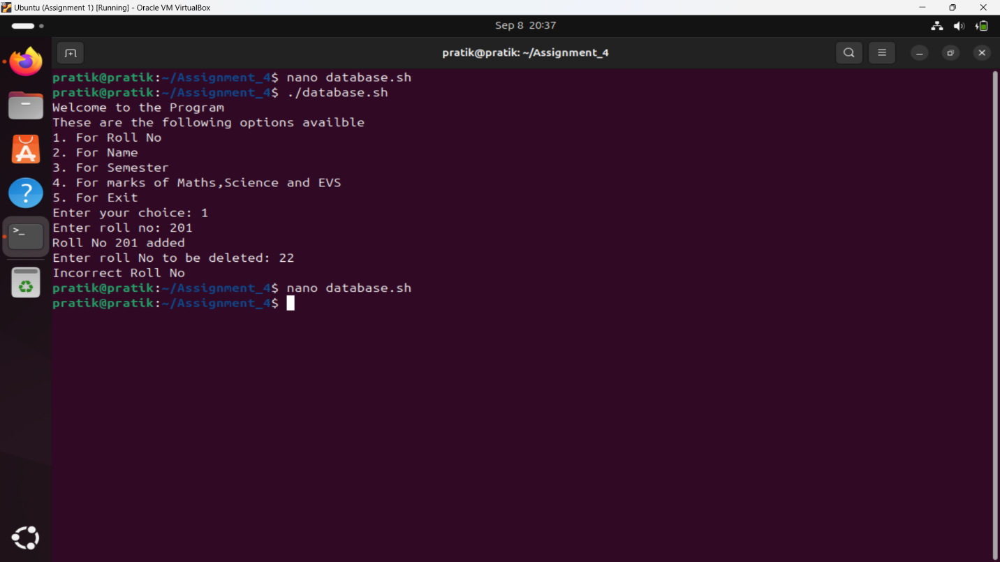 Ubuntu (Assignment 1) [Running] - Oracle VM VirtualBox
Sep 8 20:37
pratik@pratik: ~/Assignment_4
pratik@pratik:~/Assignment_4$ nano database.sh
pratik@pratik:~/Assignment_4$ ./database.sh
Welcome to the Program
These are the following options availble
1. For Roll No
2. For Name
3. For Semester
4. For marks of Maths,Science and EVS
5. For Exit
Enter your choice: 1
Enter roll no: 201
Roll No 201 added
Enter roll No to be deleted: 22
Incorrect Roll No
pratik@pratik:~/Assignment_4$ nano database.sh
pratik@pratik:~/Assignment_4$